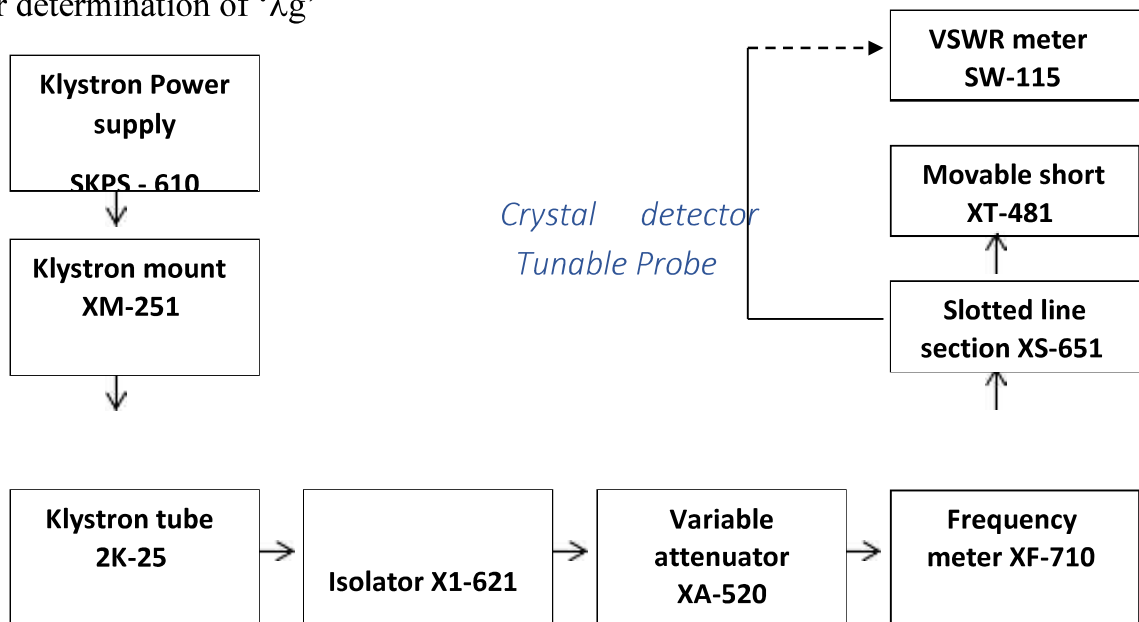 r determination of ‘λg’
Klystron Power
supply
SKPS - 610
Klystron mount
XM-251
Klystron tube
2K-25
Isolator X1-621
Variable
attenuator
XA-520
Frequency
meter XF-710
Slotted line
section XS-651
Movable short
XT-481
VSWR meter
SW-115
Crystal detector
Tunable Probe